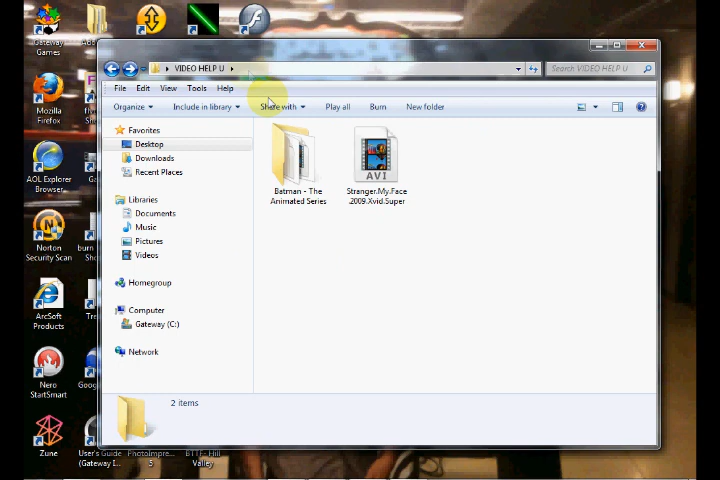 Gateway
Games
VIDEO HELP U
Search VIDEO HELP U
File Edit View Tools Help
Organize Include in library Share with Play all Burn New folder
Mozilla
Firefox
Favorites
Desktop
Downloads
Recent Places
AOL Explorer
Browser
Batman - The
Animated Series
AVI
Stranger.My.Face
.2009.Xvid.Super
Libraries
Documents
Music
Pictures
Videos
Norton
Security Scan
burn
Homegroup
ArcSoft
Products
Computer
Gateway (C:)
Network
Nero
StartSmart
2 items
Zune
User's Guide
(Gateway I...
PhotoImpre...
5
BTTF- Hill
Valley